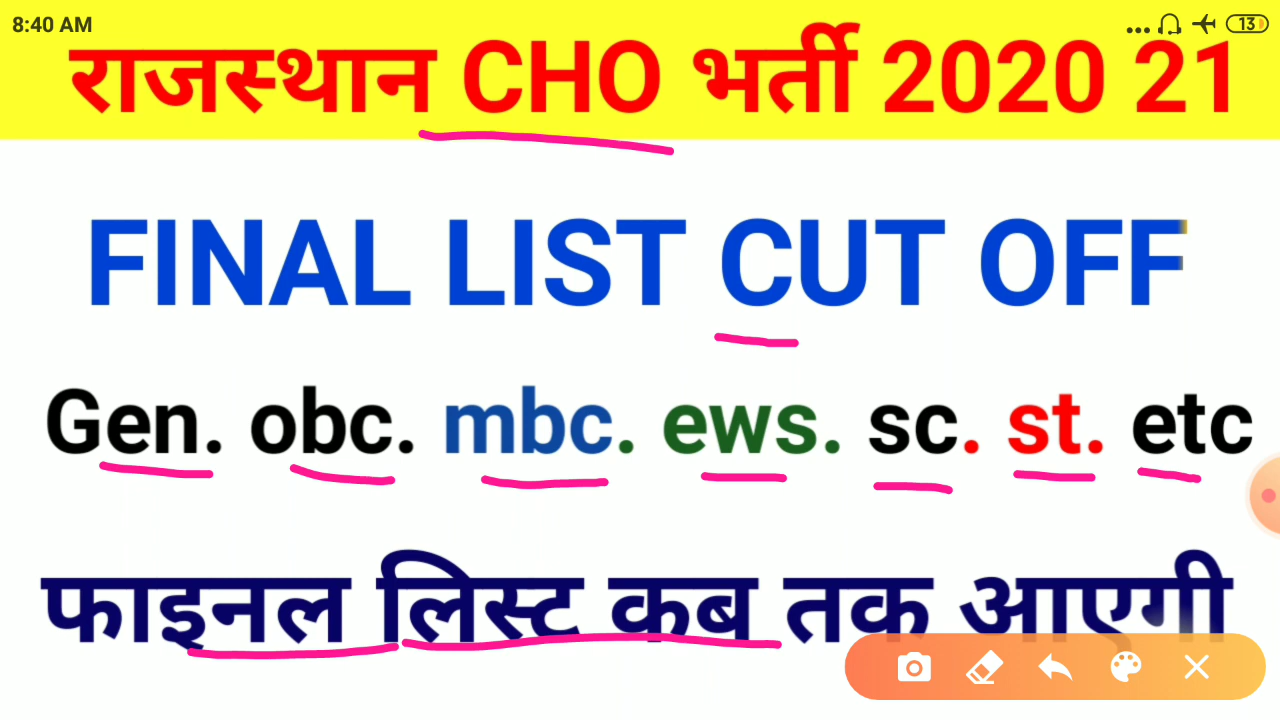 8:40 AM 13
राजस्थान CHO भर्ती 2020 21
FINAL LIST CUT OFF
Gen. obc. mbc. ews. sc. st. etc
फाइनल लिस्ट कब तक आएगी